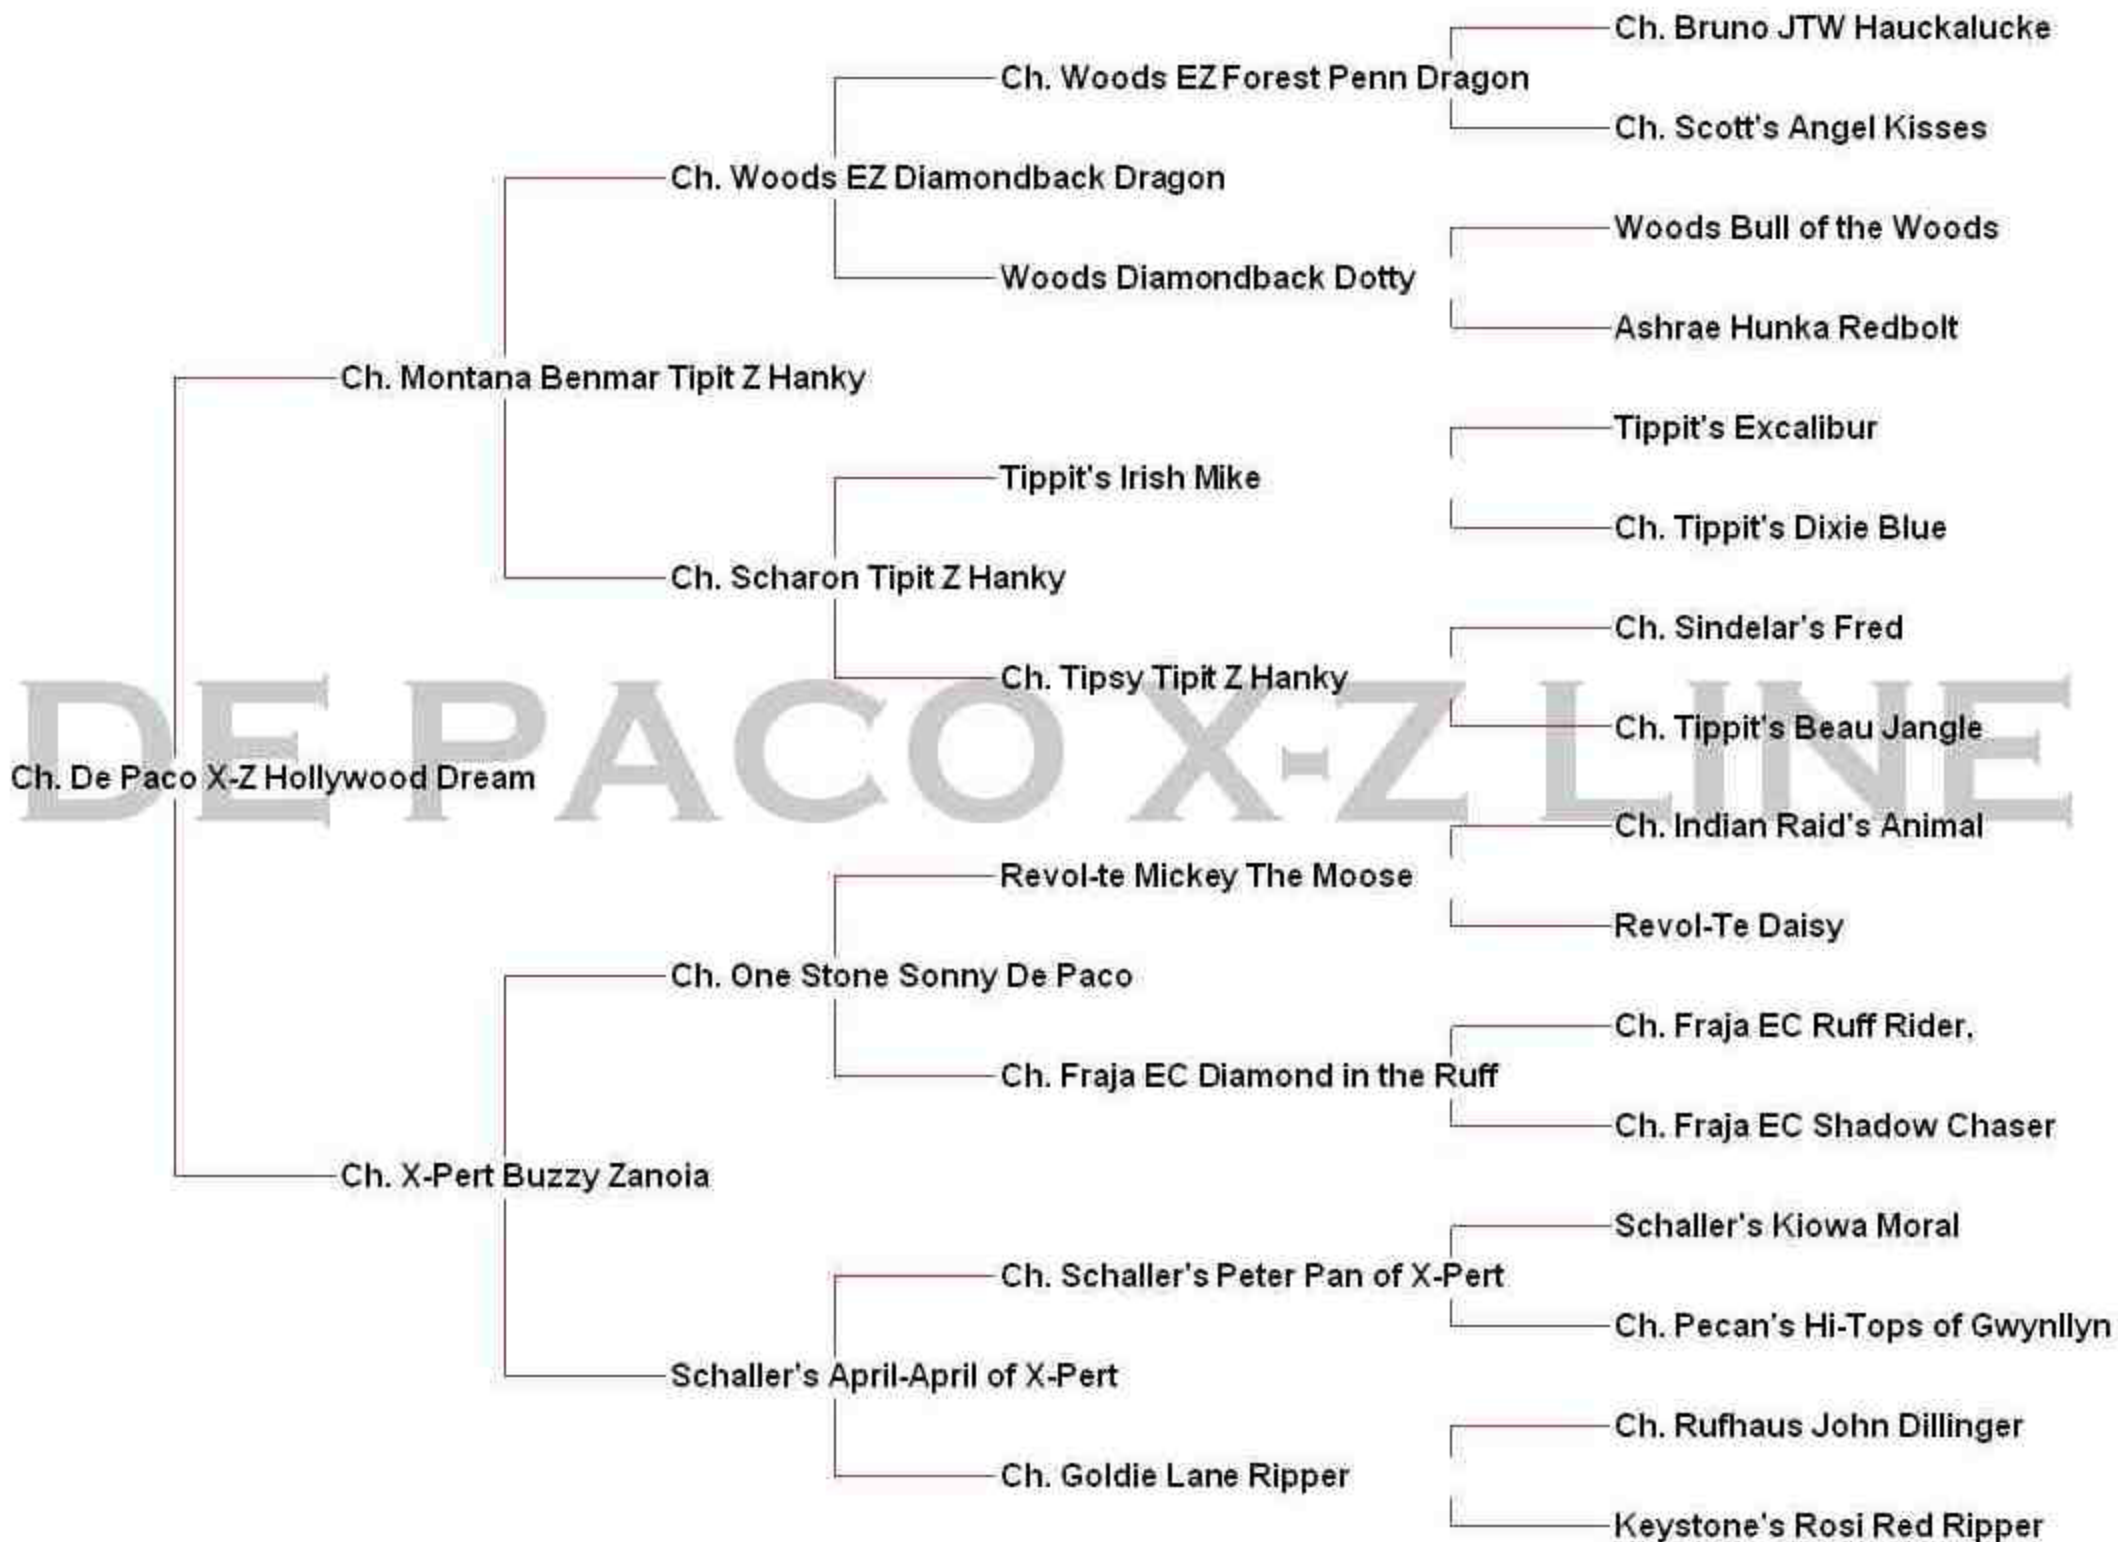 Ch. Bruno JTW Hauckalucke
Ch. Woods EZ Forest Penn Dragon
Ch. Scott's Angel Kisses
Ch. Woods EZ Diamondback Dragon
Woods Bull of the Woods
Woods Diamondback Dotty
Ashrae Hunka Redbolt
Ch. Montana Benmar Tipit Z Hanky
Tippit's Excalibur
Tippit's Irish Mike
Ch. Tippit's Dixie Blue
Ch. Scharon Tipit Z Hanky
Ch. Sindelar's Fred
Ch. Tipsy Tipit Z Hanky
Ch. Tippit's Beau Jangle
DE PACO X-Z LINE
Ch. De Paco X-Z Hollywood Dream
Ch. Indian Raid's Animal
Revol-te Mickey The Moose
Revol-Te Daisy
Ch. One Stone Sonny De Paco
Ch. Fraja EC Ruff Rider,
Ch. Fraja EC Diamond in the Ruff
Ch. Fraja EC Shadow Chaser
Ch. X-Pert Buzzy Zanoia
Schaller's Kiowa Moral
Ch. Schaller's Peter Pan of X-Pert
Ch. Pecan's Hi-Tops of Gwynllyn
Schaller's April-April of X-Pert
Ch. Rufhaus John Dillinger
Ch. Goldie Lane Ripper
Keystone's Rosi Red Ripper